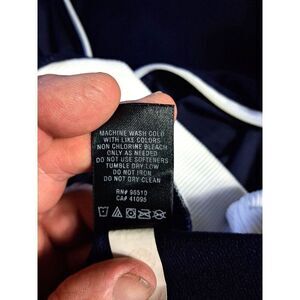 MACHINE WASH COLD
WITH LIKE COLORS
NON CHLORINE BLEACH
ONLY AS NEEDED
DO NOT USE SOFTENERS
TUMBLE DRY LOW
DO NOT IRON
DO NOT DRY CLEAN
RN# 96510
CA# 41095